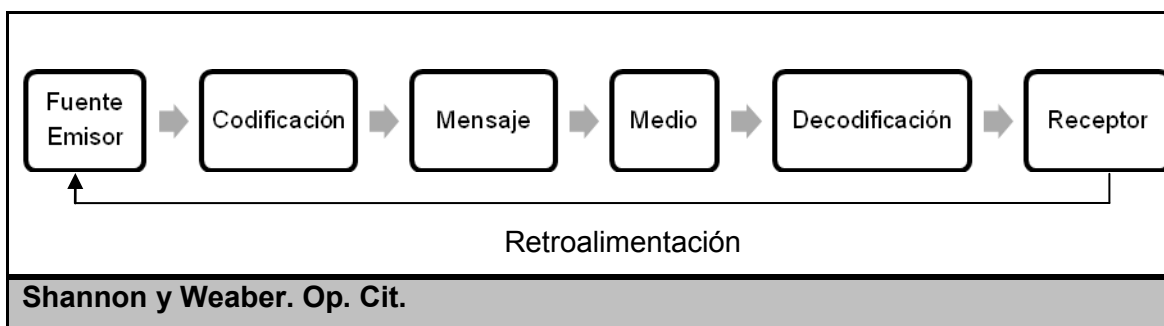 Fuente
Emisor
Codificación
Mensaje
Medio
Decodificación
Receptor
Retroalimentación
Shannon y Weaber. Op. Cit.